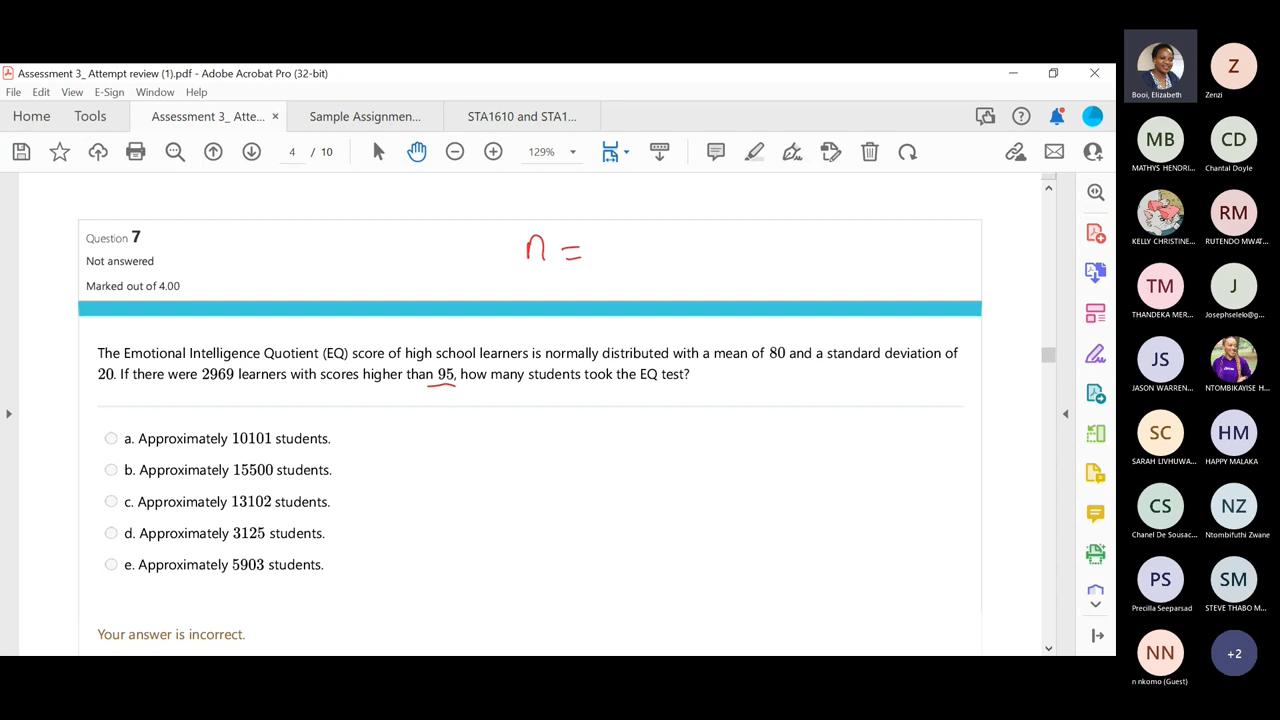 Assessment 3_ Attempt review (1).pdf - Adobe Acrobat Pro (32-bit)
File Edit View E-Sign Window Help
Home Tools Assessment 3_ Atte... × Sample Assignmen... STA1610 and STA1...
4 / 10 129%
Question 7
Not answered
Marked out of 4.00
n =
The Emotional Intelligence Quotient (EQ) score of high school learners is normally distributed with a mean of 80 and a standard deviation of
20. If there were 2969 learners with scores higher than 95, how many students took the EQ test?
a. Approximately 10101 students.
b. Approximately 15500 students.
c. Approximately 13102 students.
d. Approximately 3125 students.
e. Approximately 5903 students.
Your answer is incorrect.
Booi, Elizabeth
Z
Zenzi
MB
MATHYS HENDRI...
CD
Chantal Doyle
KELLY CHRISTINE...
RM
RUTENDO MWAT...
TM
THANDEKA MER...
J
Josephselelo@g...
JS
JASON WARREN...
NTOMBIKAYISE H...
SC
SARAH LIVHUWA...
HM
HAPPY MALAKA
CS
Chanel De Sousac...
NZ
Ntombifuthi Zwane
PS
Precilla Seeparsad
SM
STEVE THABO M...
NN
n nkomo (Guest)
+2